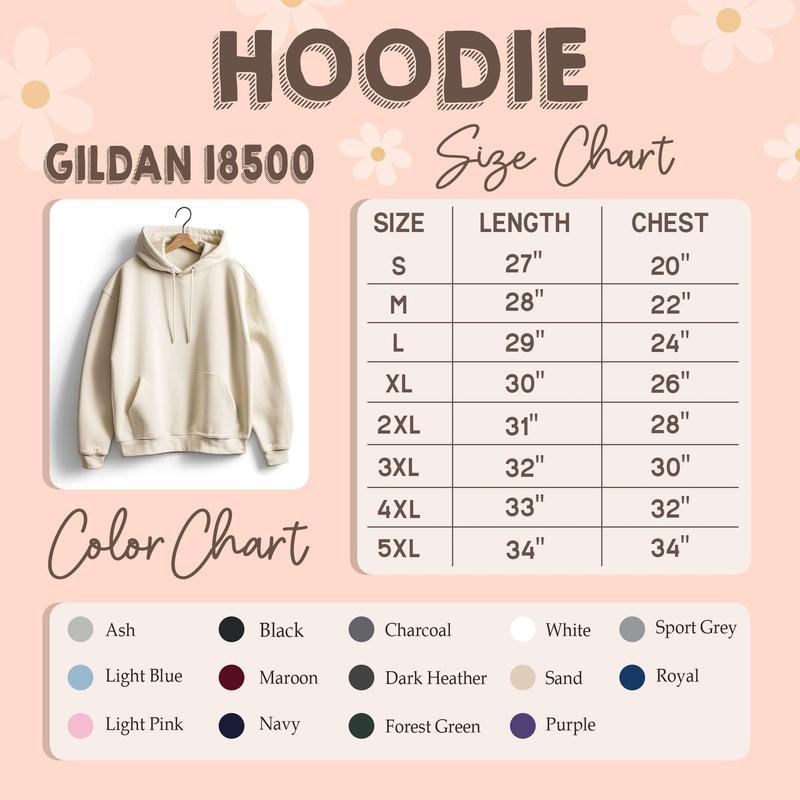 HOODIE
GILDAN 18500
Size Chart
SIZE LENGTH CHEST
S 27" 20"
M 28" 22"
L 29" 24"
XL 30" 26"
2XL 31" 28"
3XL 32" 30"
4XL 33" 32"
5XL 34" 34"
Color Chart
Ash Black Charcoal White Sport Grey
Light Blue Maroon Dark Heather Sand Royal
Light Pink Navy Forest Green Purple